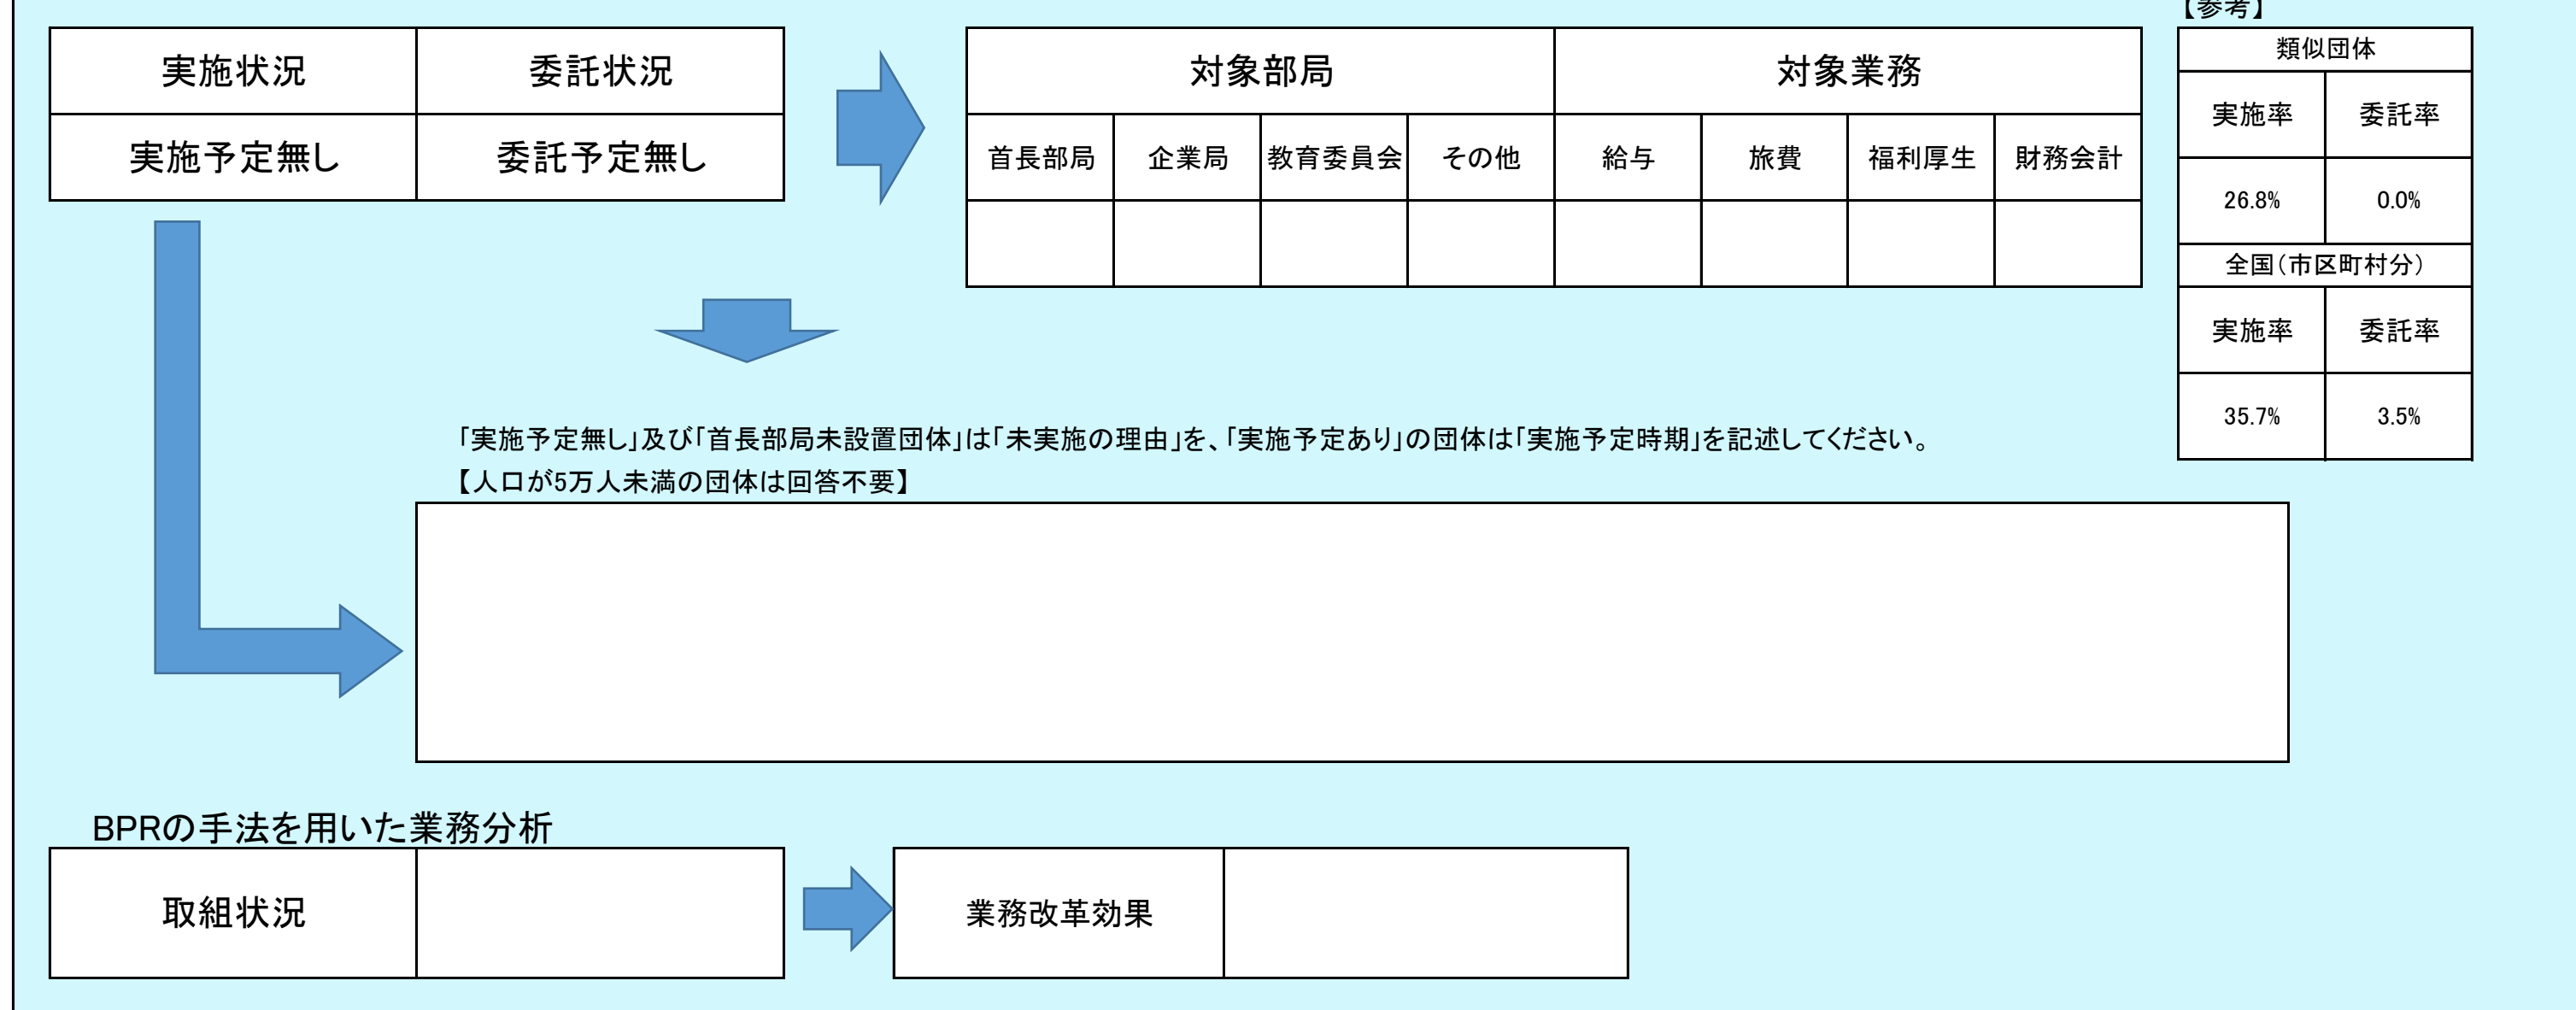 【参考】
実施状況 委託状況
実施予定無し 委託予定無し
対象部局 対象業務
首長部局 企業局 教育委員会 その他 給与 旅費 福利厚生 財務会計
類似団体
実施率 委託率
26.8% 0.0%
全国(市区町村分)
実施率 委託率
35.7% 3.5%
「実施予定無し」及び「首長部局未設置団体」は「未実施の理由」を、「実施予定あり」の団体は「実施予定時期」を記述してください。
【人口が5万人未満の団体は回答不要】
BPRの手法を用いた業務分析
取組状況
業務改革効果